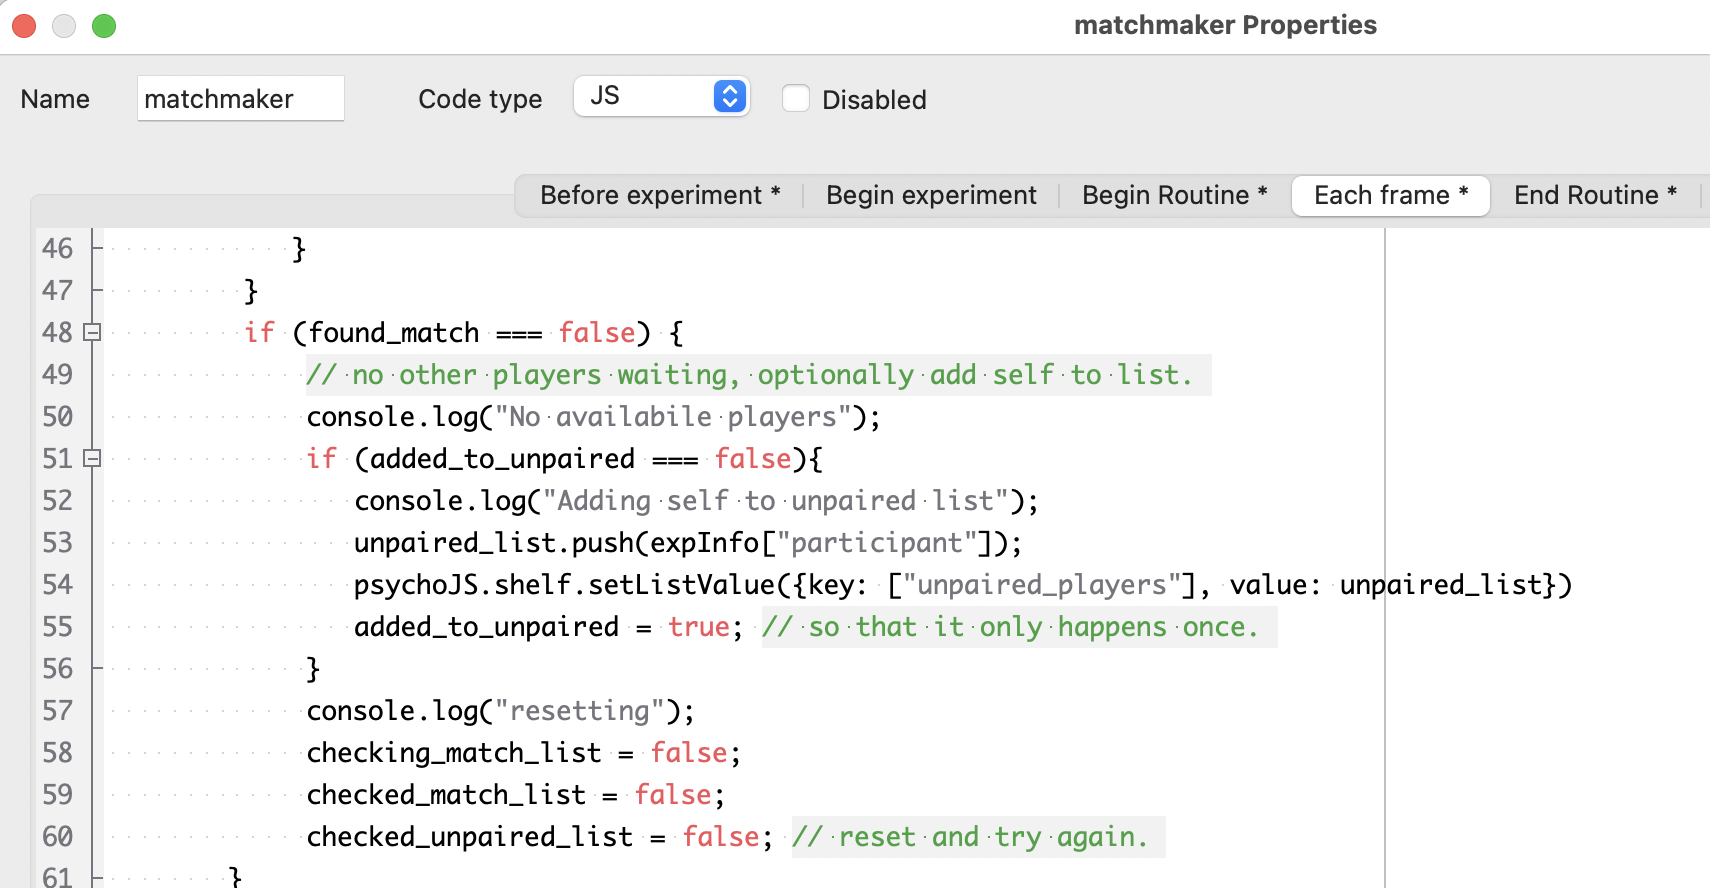 matchmaker Properties
Name matchmaker Code type JS Disabled
Before experiment * Begin experiment Begin Routine * Each frame * End Routine *
46 }
47 }
48 if (found_match === false) {
49 // no other players waiting, optionally add self to list.
50 console.log("No availabile players");
51 if (added_to_unpaired === false){
52 console.log("Adding self to unpaired list");
53 unpaired_list.push(expInfo["participant"]);
54 psychoJS.shelf.setListValue({key: ["unpaired_players"], value: unpaired_list})
55 added_to_unpaired = true; // so that it only happens once.
56 }
57 console.log("resetting");
58 checking_match_list = false;
59 checked_match_list = false;
60 checked_unpaired_list = false; // reset and try again.
61 }